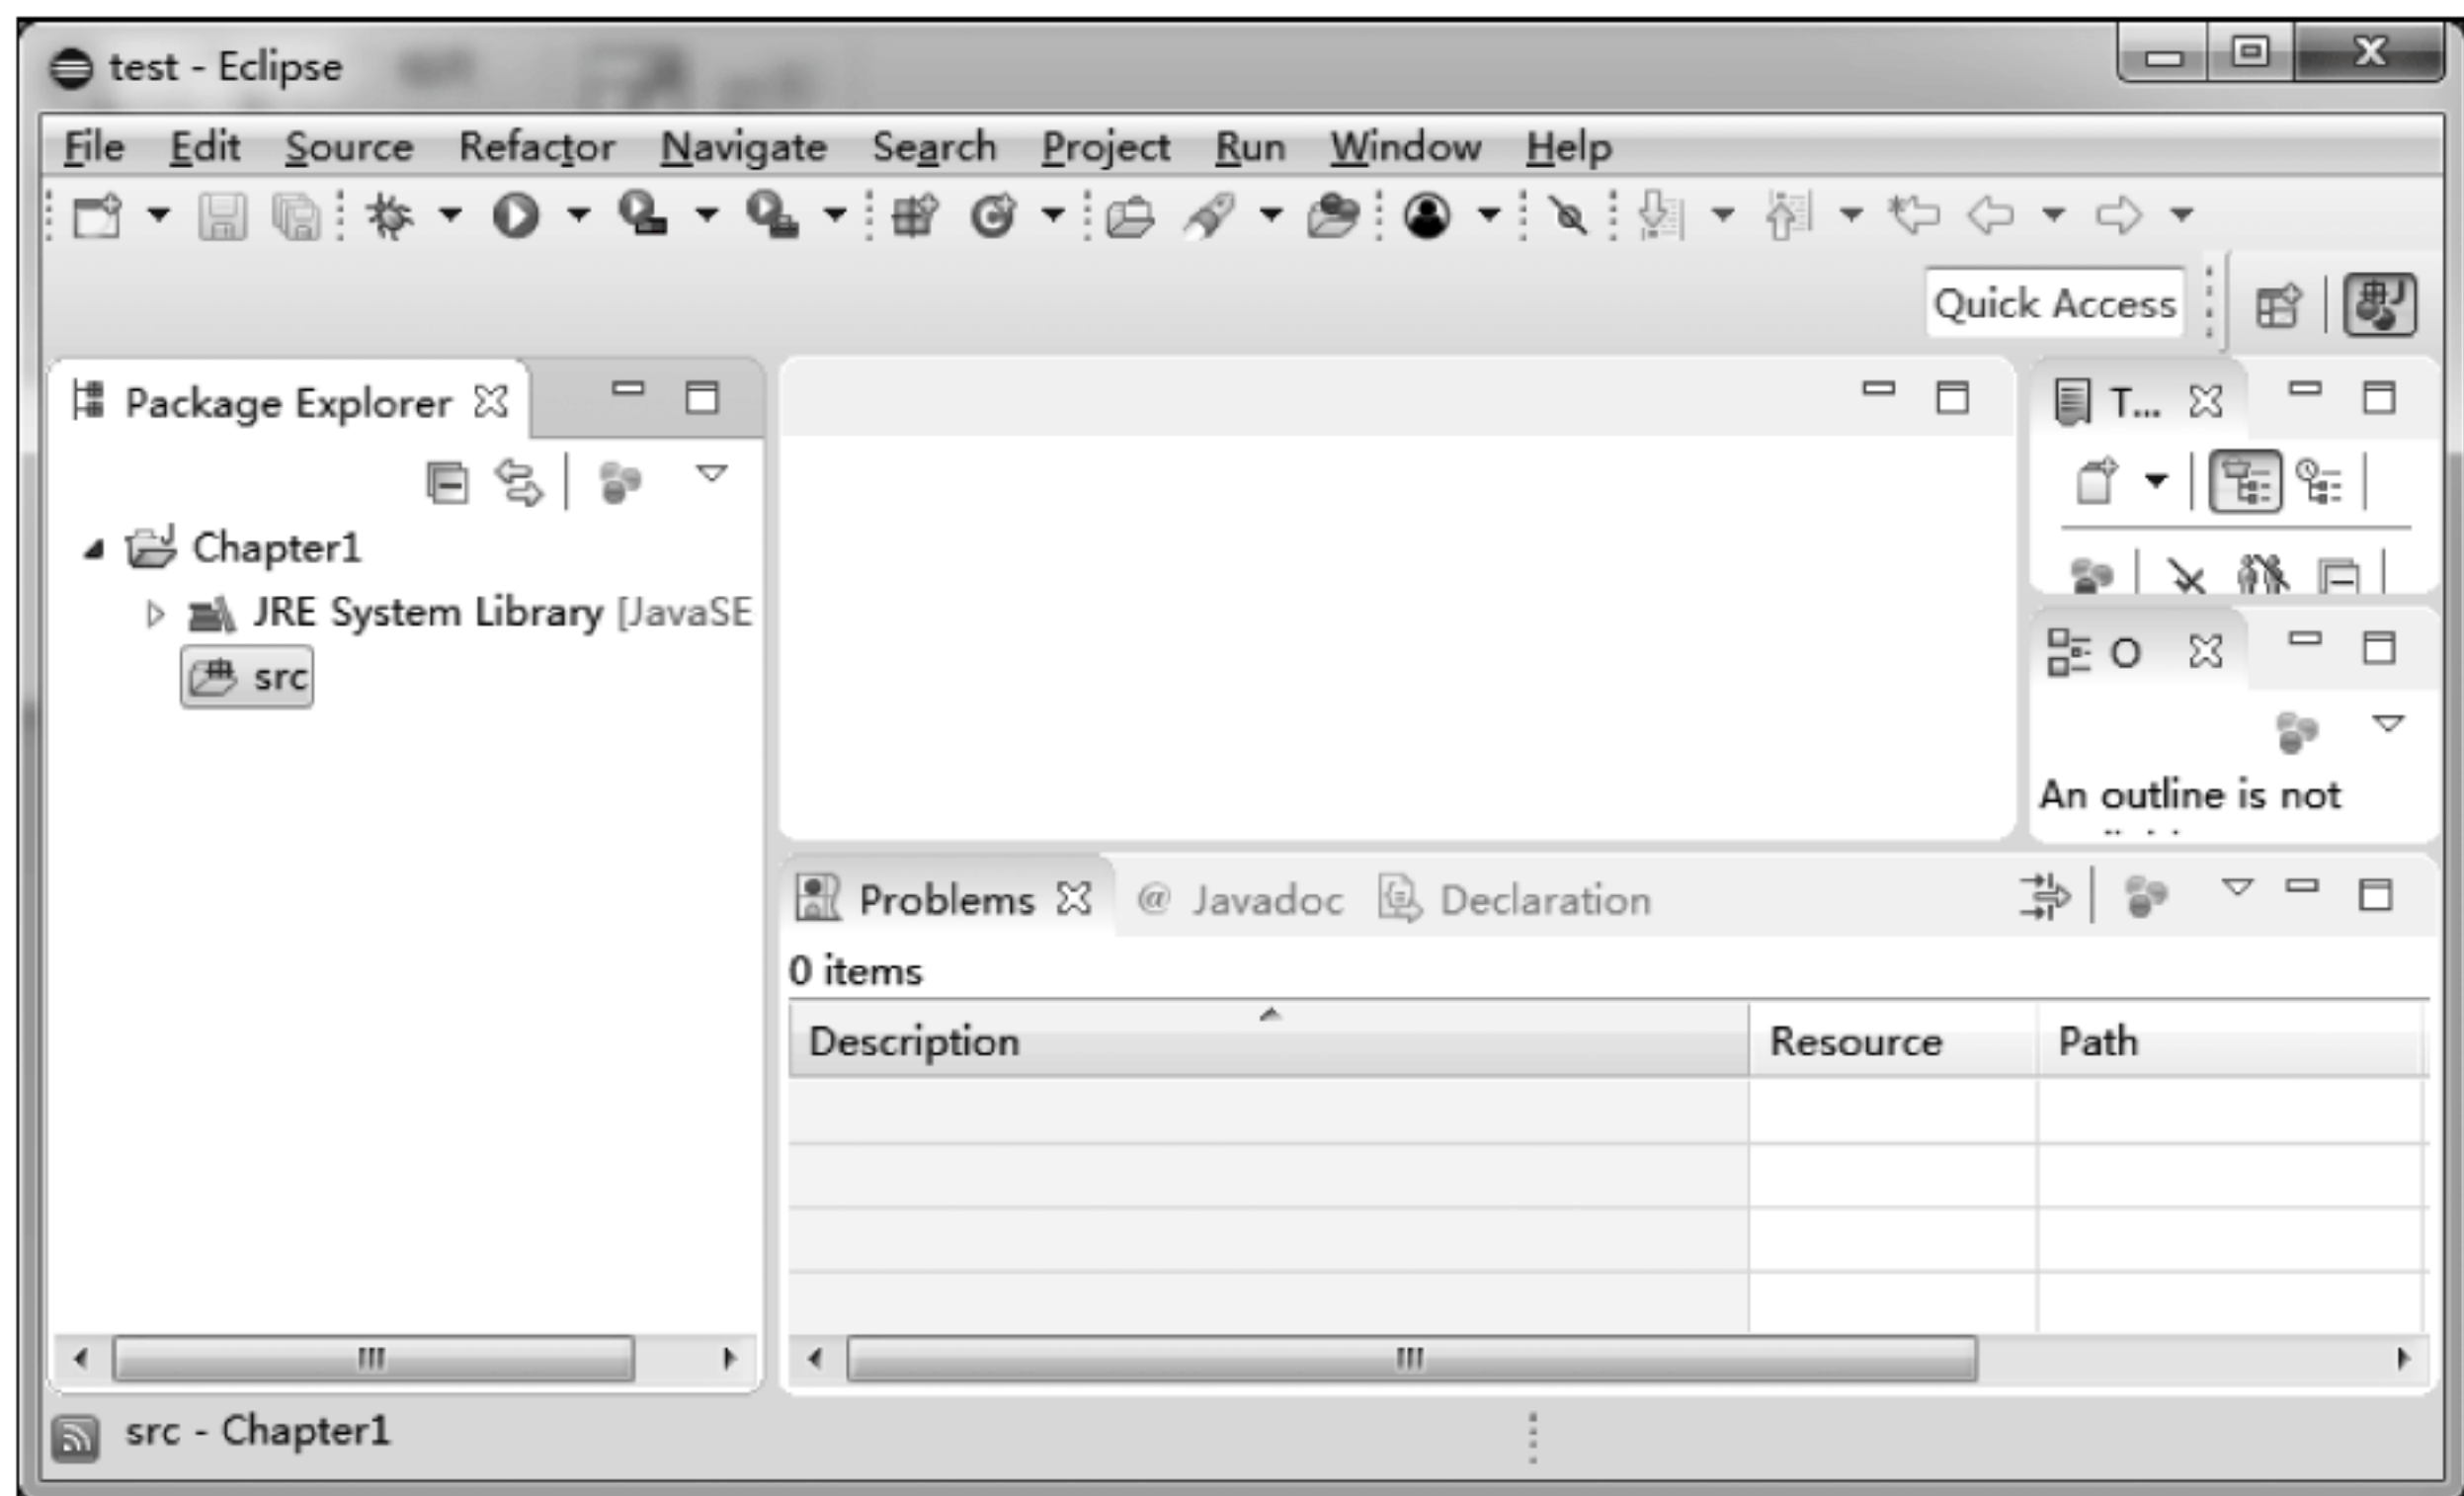 test - Eclipse
File Edit Source Refactor Navigate Search Project Run Window Help
Quick Access
Package Explorer
T...
Chapter1
JRE System Library [JavaSE
src
O
An outline is not
Problems @ Javadoc Declaration
0 items
Description Resource Path
src - Chapter1